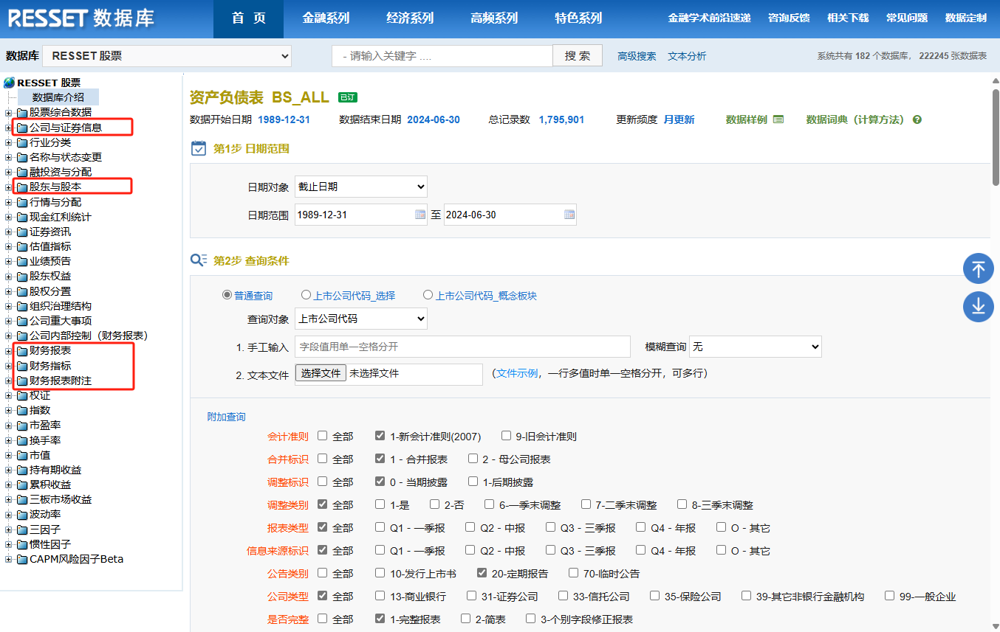 RESSET 数据库
首 页 金融系列 经济系列 高频系列 特色系列 金融学术前沿速递 咨询反馈 相关下载 常见问题 数据定制
数据库 RESSET 股票 - 请输入关键字 .... 搜 索 高级搜索 文本分析 系统共有 182 个数据库， 222245 张数据表
RESSET 股票
数据库介绍
股票综合数据
公司与证券信息
行业分类
名称与状态变更
融投资与分配
股东与股本
行情与分配
现金红利统计
证券资讯
估值指标
业绩预告
股东权益
股权分置
组织治理结构
公司重大事项
公司内部控制（财务报表）
财务报表
财务指标
财务报表附注
权证
指数
市盈率
换手率
市值
持有期收益
累积收益
三板市场收益
波动率
三因子
惯性因子
CAPM风险因子Beta
资产负债表 BS_ALL 已订
数据开始日期 1989-12-31 数据结束日期 2024-06-30 总记录数 1,795,901 更新频度 月更新 数据样例 数据词典（计算方法） ?
第1步 日期范围
日期对象 截止日期
日期范围 1989-12-31 至 2024-06-30
第2步 查询条件
普通查询 上市公司代码_选择 上市公司代码_概念板块
查询对象 上市公司代码
1. 手工输入 字段值用单一空格分开 模糊查询 无
2. 文本文件 选择文件 未选择文件 （文件示例，一行多值时单一空格分开，可多行）
附加查询
会计准则 全部 1-新会计准则(2007) 9-旧会计准则
合并标识 全部 1 - 合并报表 2 - 母公司报表
调整标识 全部 0 - 当期披露 1-后期披露
调整类别 全部 1-是 2-否 6-一季末调整 7-二季末调整 8-三季末调整
报表类型 全部 Q1 - 一季报 Q2 - 中报 Q3 - 三季报 Q4 - 年报 O - 其它
信息来源标识 全部 Q1 - 一季报 Q2 - 中报 Q3 - 三季报 Q4 - 年报 O - 其它
公告类别 全部 10-发行上市书 20-定期报告 70-临时公告
公司类型 全部 13-商业银行 31-证券公司 33-信托公司 35-保险公司 39-其它非银行金融机构 99-一般企业
是否完整 全部 1-完整报表 2-简表 3-个别字段修正报表